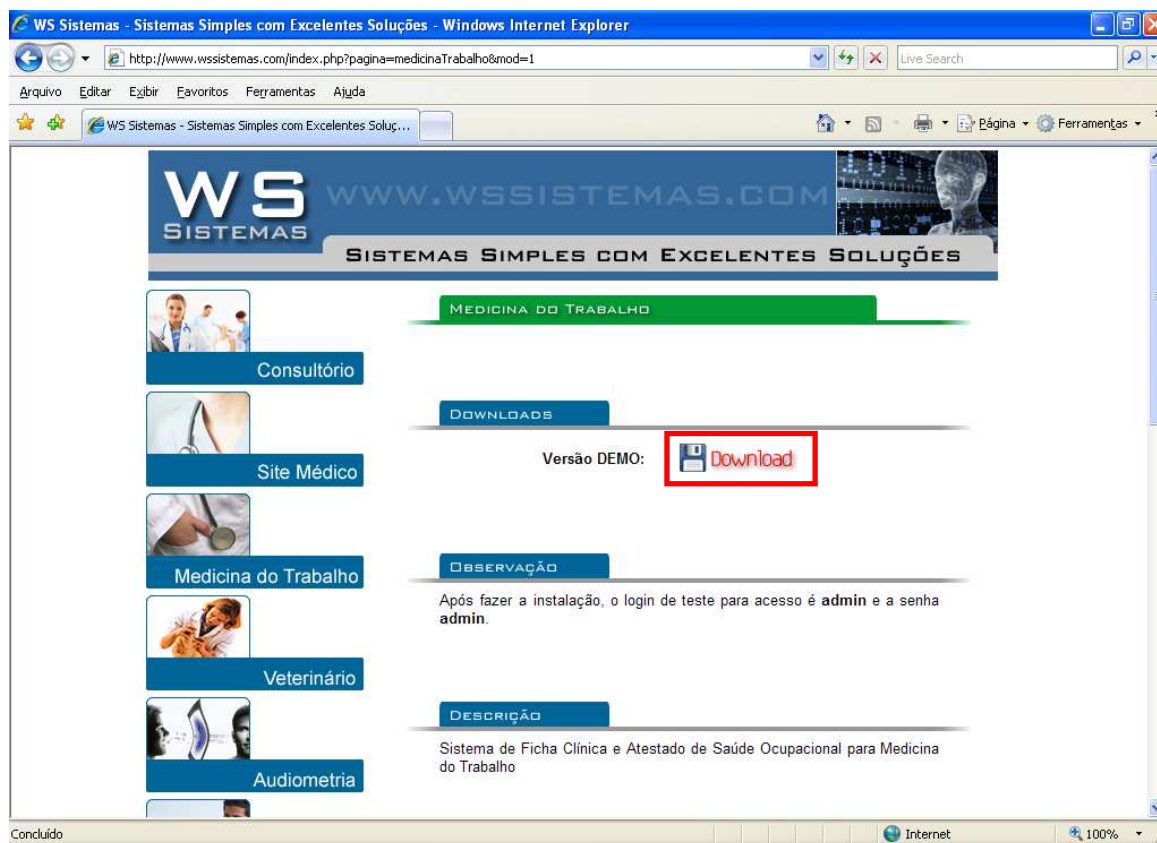 WS Sistemas - Sistemas Simples com Excelentes Soluções - Windows Internet Explorer
http://www.wssistemas.com/index.php?pagina=medicinaTrabalho&mod=1
Live Search
Arquivo Editar Exibir Favoritos Ferramentas Ajuda
WS Sistemas - Sistemas Simples com Excelentes Soluç...
Página
Ferramentas
WS
SISTEMAS
WWW.WSSISTEMAS.COM
SISTEMAS SIMPLES COM EXCELENTES SOLUÇÕES
Consultório
Site Médico
Medicina do Trabalho
Veterinário
Audiometria
MEDICINA DO TRABALHO
DOWNLOADS
Versão DEMO: Download
OBSERVAÇÃO
Após fazer a instalação, o login de teste para acesso é admin e a senha
admin.
DESCRIÇÃO
Sistema de Ficha Clínica e Atestado de Saúde Ocupacional para Medicina
do Trabalho
Concluído
Internet
100%